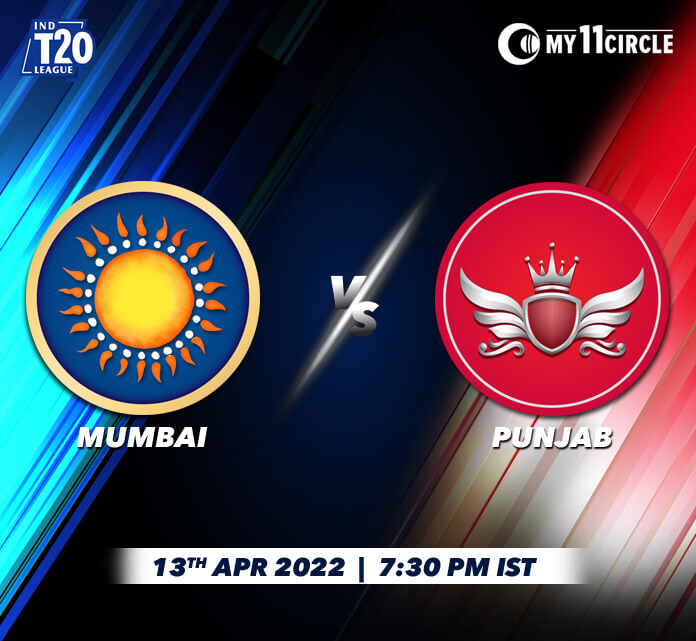 IND
T20
LEAGUE
MY11CIRCLE
VS
MUMBAI
PUNJAB
13TH APR 2022 | 7:30 PM IST